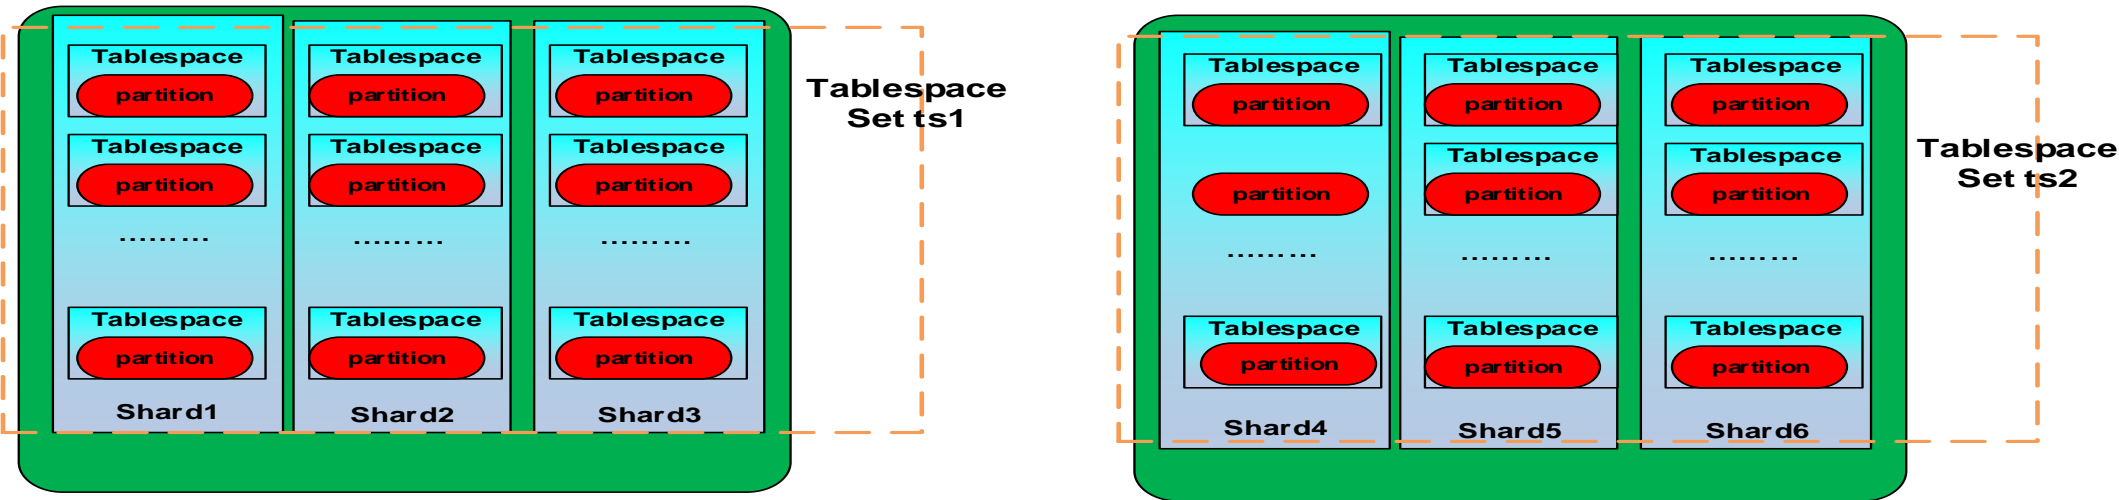 Tablespace Tablespace Tablespace
partition partition partition
Tablespace Tablespace Tablespace
partition partition partition
......... ......... .........
Tablespace Tablespace Tablespace
partition partition partition
Shard1 Shard2 Shard3
Tablespace
Set ts1
Tablespace Tablespace Tablespace
partition partition partition
Tablespace Tablespace
partition partition partition
......... ......... .........
Tablespace Tablespace Tablespace
partition partition partition
Shard4 Shard5 Shard6
Tablespace
Set ts2